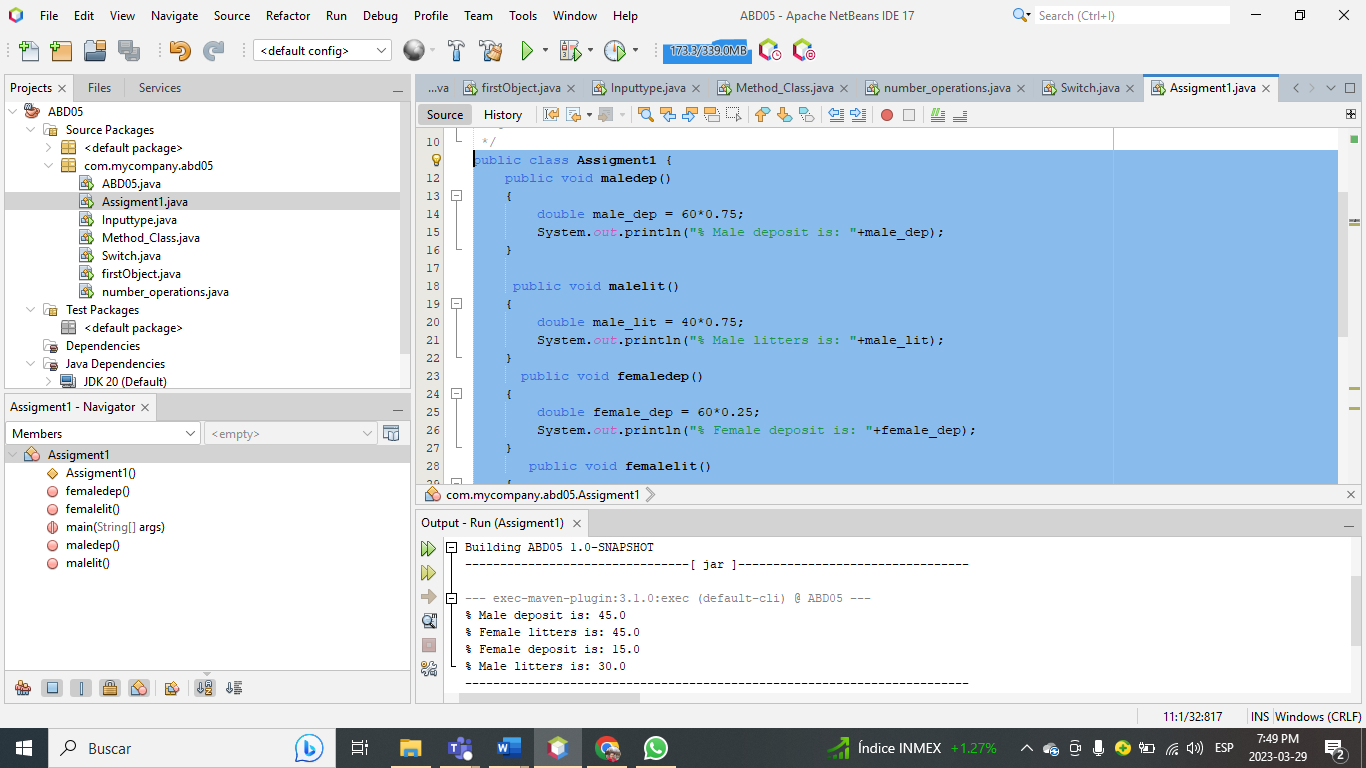 File Edit View Navigate Source Refactor Run Debug Profile Team Tools Window Help ABD05 - Apache NetBeans IDE 17 Search (Ctrl+I)
<default config> 173.3/339.0MB
Projects Files Services
ABD05
Source Packages
<default package>
com.mycompany.abd05
ABD05.java
Assigment1.java
Inputtype.java
Method_Class.java
Switch.java
firstObject.java
number_operations.java
Test Packages
<default package>
Dependencies
Java Dependencies
JDK 20 (Default)
Assigment1 - Navigator
Members <empty>
Assigment1
Assigment1()
femaledep()
femalelit()
main(String[] args)
maledep()
malelit()
...va firstObject.java Inputtype.java Method_Class.java number_operations.java Switch.java Assigment1.java
Source History
10 */
public class Assigment1 {
12 public void maledep()
13 {
14 double male_dep = 60*0.75;
15 System.out.println("% Male deposit is: "+male_dep);
16 }
17
18 public void malelit()
19 {
20 double male_lit = 40*0.75;
21 System.out.println("% Male litters is: "+male_lit);
22 }
23 public void femaledep()
24 {
25 double female_dep = 60*0.25;
26 System.out.println("% Female deposit is: "+female_dep);
27 }
28 public void femalelit()
29 {
com.mycompany.abd05.Assigment1
Output - Run (Assigment1)
Building ABD05 1.0-SNAPSHOT
--------------------------------[ jar ]---------------------------------
--- exec-maven-plugin:3.1.0:exec (default-cli) @ ABD05 ---
% Male deposit is: 45.0
% Female litters is: 45.0
% Female deposit is: 15.0
% Male litters is: 30.0
------------------------------------------------------------------------
11:1/32:817 INS Windows (CRLF)
Buscar Índice INMEX +1.27% ESP 7:49 PM
2023-03-29 2